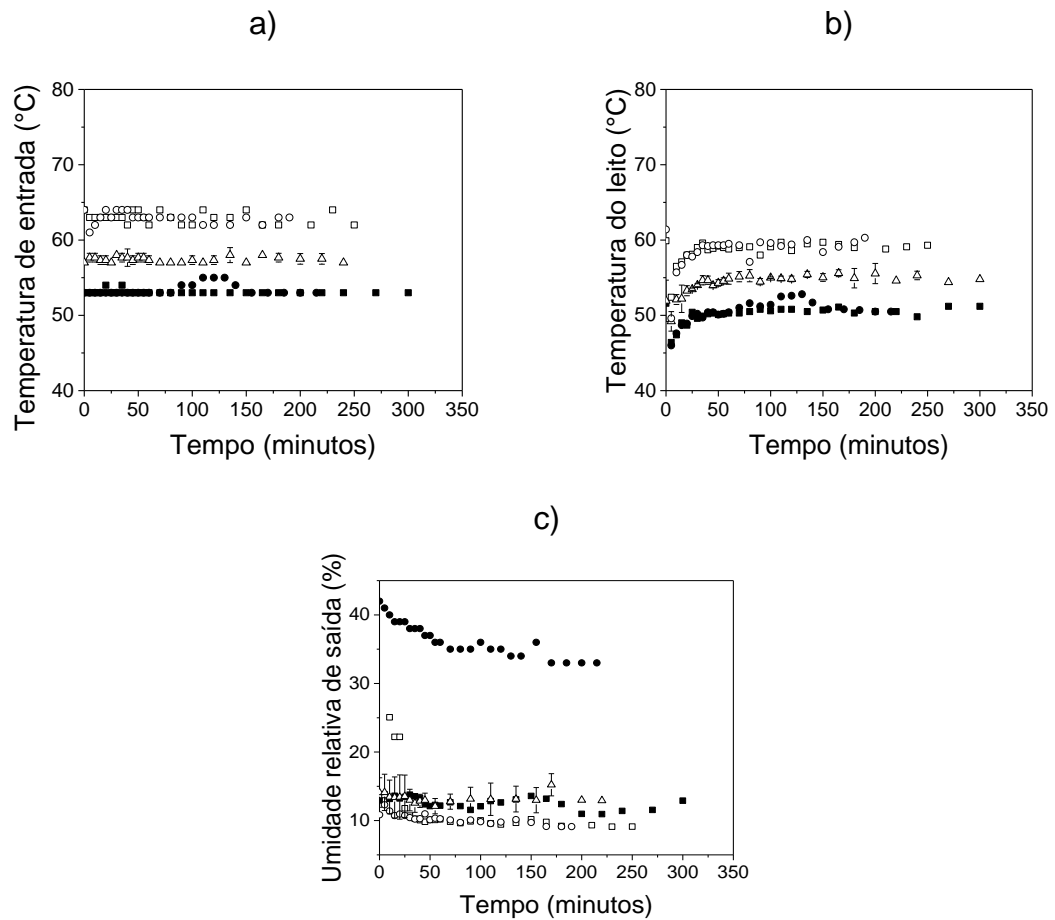 a)
b)
80
70
60
50
40
Temperatura de entrada (°C)
0 50 100 150 200 250 300 350
Tempo (minutos)
80
70
60
50
40
Temperatura do leito (°C)
0 50 100 150 200 250 300 350
Tempo (minutos)
c)
40
30
20
10
Umidade relativa de saída (%)
0 50 100 150 200 250 300 350
Tempo (minutos)